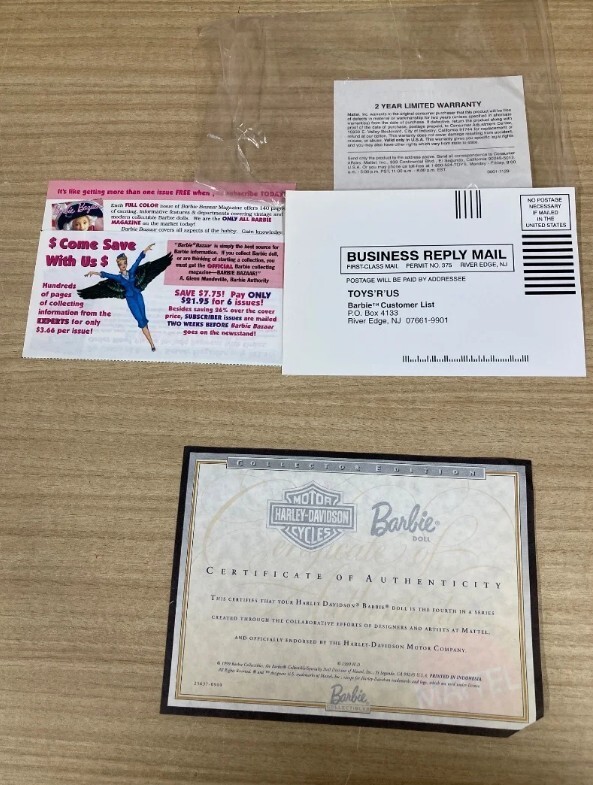 2 YEAR LIMITED WARRANTY
It's like getting more than one issue FREE when you subscribe TODAY!
Each FULL COLOR issue of Barbie Bazaar Magazine offers 140 pages
of exciting, informative features & departments covering vintage and
modern collectable Barbie dolls. We are the ONLY ALL BARBIE
MAGAZINE on the market today!
Barbie Bazaar covers all aspects of the hobby. Gain knowledge
$ Come Save
With Us $
Hundreds
of pages
of collecting
information from the
EXPERTS for only
$3.66 per issue!
"Barbie Bazaar is simply the best source for
Barbie information. If you collect Barbie doll,
or are thinking of starting a collection, you
must get the OFFICIAL Barbie collecting
magazine—BARBIE BAZAAR!"
A. Glenn Mandeville, Barbie Authority
SAVE $7.75! Pay ONLY
$21.95 for 6 issues!
Besides saving 26% over the cover
price, SUBSCRIBER issues are mailed
TWO WEEKS BEFORE Barbie Bazaar
goes on the newsstand!
NO POSTAGE
NECESSARY
IF MAILED
IN THE
UNITED STATES
BUSINESS REPLY MAIL
FIRST-CLASS MAIL PERMIT NO. 375 RIVER EDGE, NJ
POSTAGE WILL BE PAID BY ADDRESSEE
TOYS'R'US
Barbie™ Customer List
P.O. Box 4133
River Edge, NJ 07661-9901
COLLECTOR EDITION
MOTOR
HARLEY-DAVIDSON
CYCLES
Barbie®
DOLL
CERTIFICATE OF AUTHENTICITY
THIS CERTIFIES THAT YOUR HARLEY-DAVIDSON® BARBIE® DOLL IS THE FOURTH IN A SERIES
CREATED THROUGH THE COLLABORATIVE EFFORTS OF DESIGNERS AND ARTISTS AT MATTEL,
AND OFFICIALLY ENDORSED BY THE HARLEY-DAVIDSON MOTOR COMPANY.
Barbie
COLLECTIBLES